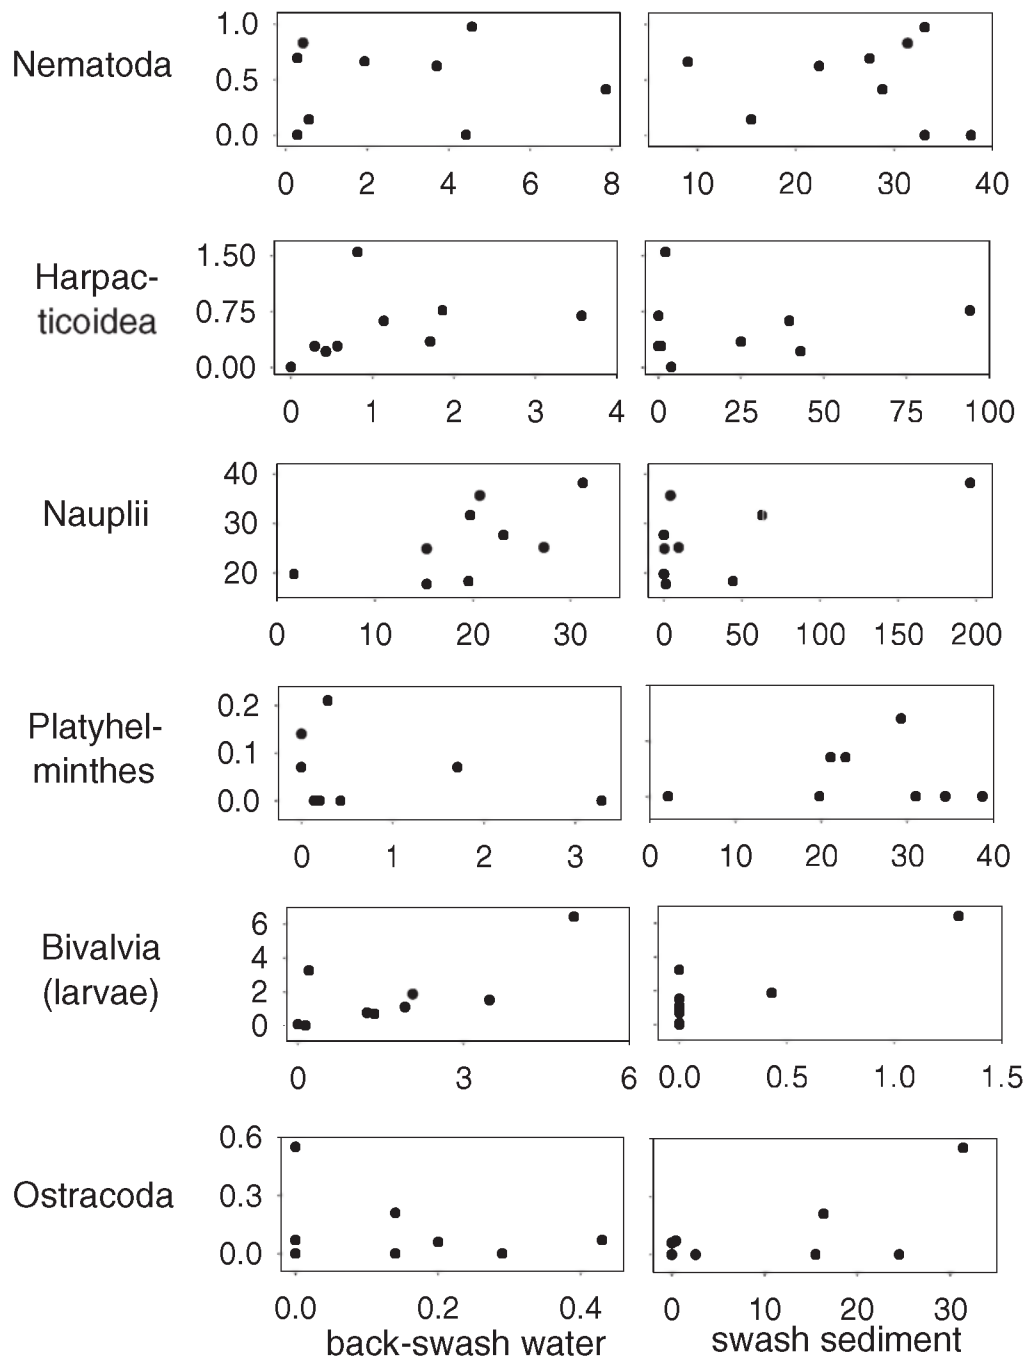 Nematoda
1.0
0.5
0.0
0 2 4 6 8
10 20 30 40
Harpac-
ticoidea
1.50
0.75
0.00
0 1 2 3 4
0 25 50 75 100
Nauplii
40
30
20
0 10 20 30
0 50 100 150 200
Platyhel-
minthes
0.2
0.1
0.0
0 1 2 3
0 10 20 30 40
Bivalvia
(larvae)
6
4
2
0
0 3 6
0.0 0.5 1.0 1.5
Ostracoda
0.6
0.3
0.0
0.0 0.2 0.4
0 10 20 30
back-swash water
swash sediment